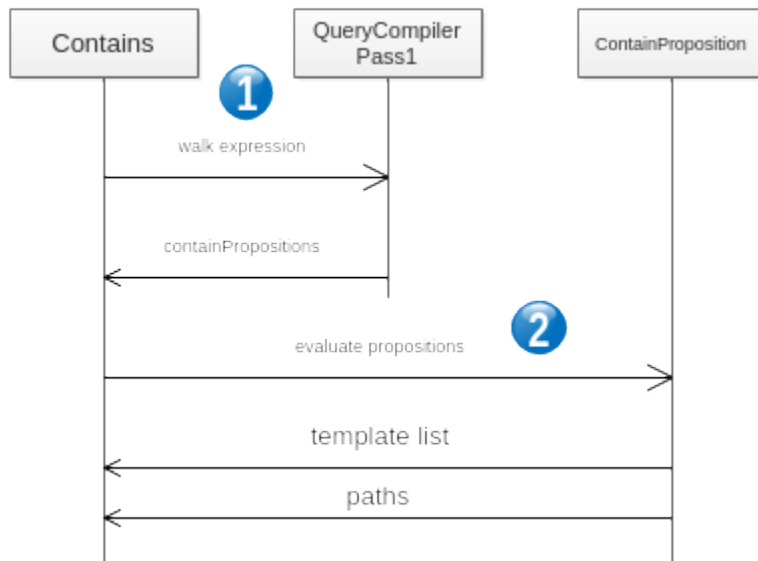 Contains
QueryCompiler
Pass1
ContainProposition
1
walk expression
containPropositions
2
evaluate propositions
template list
paths